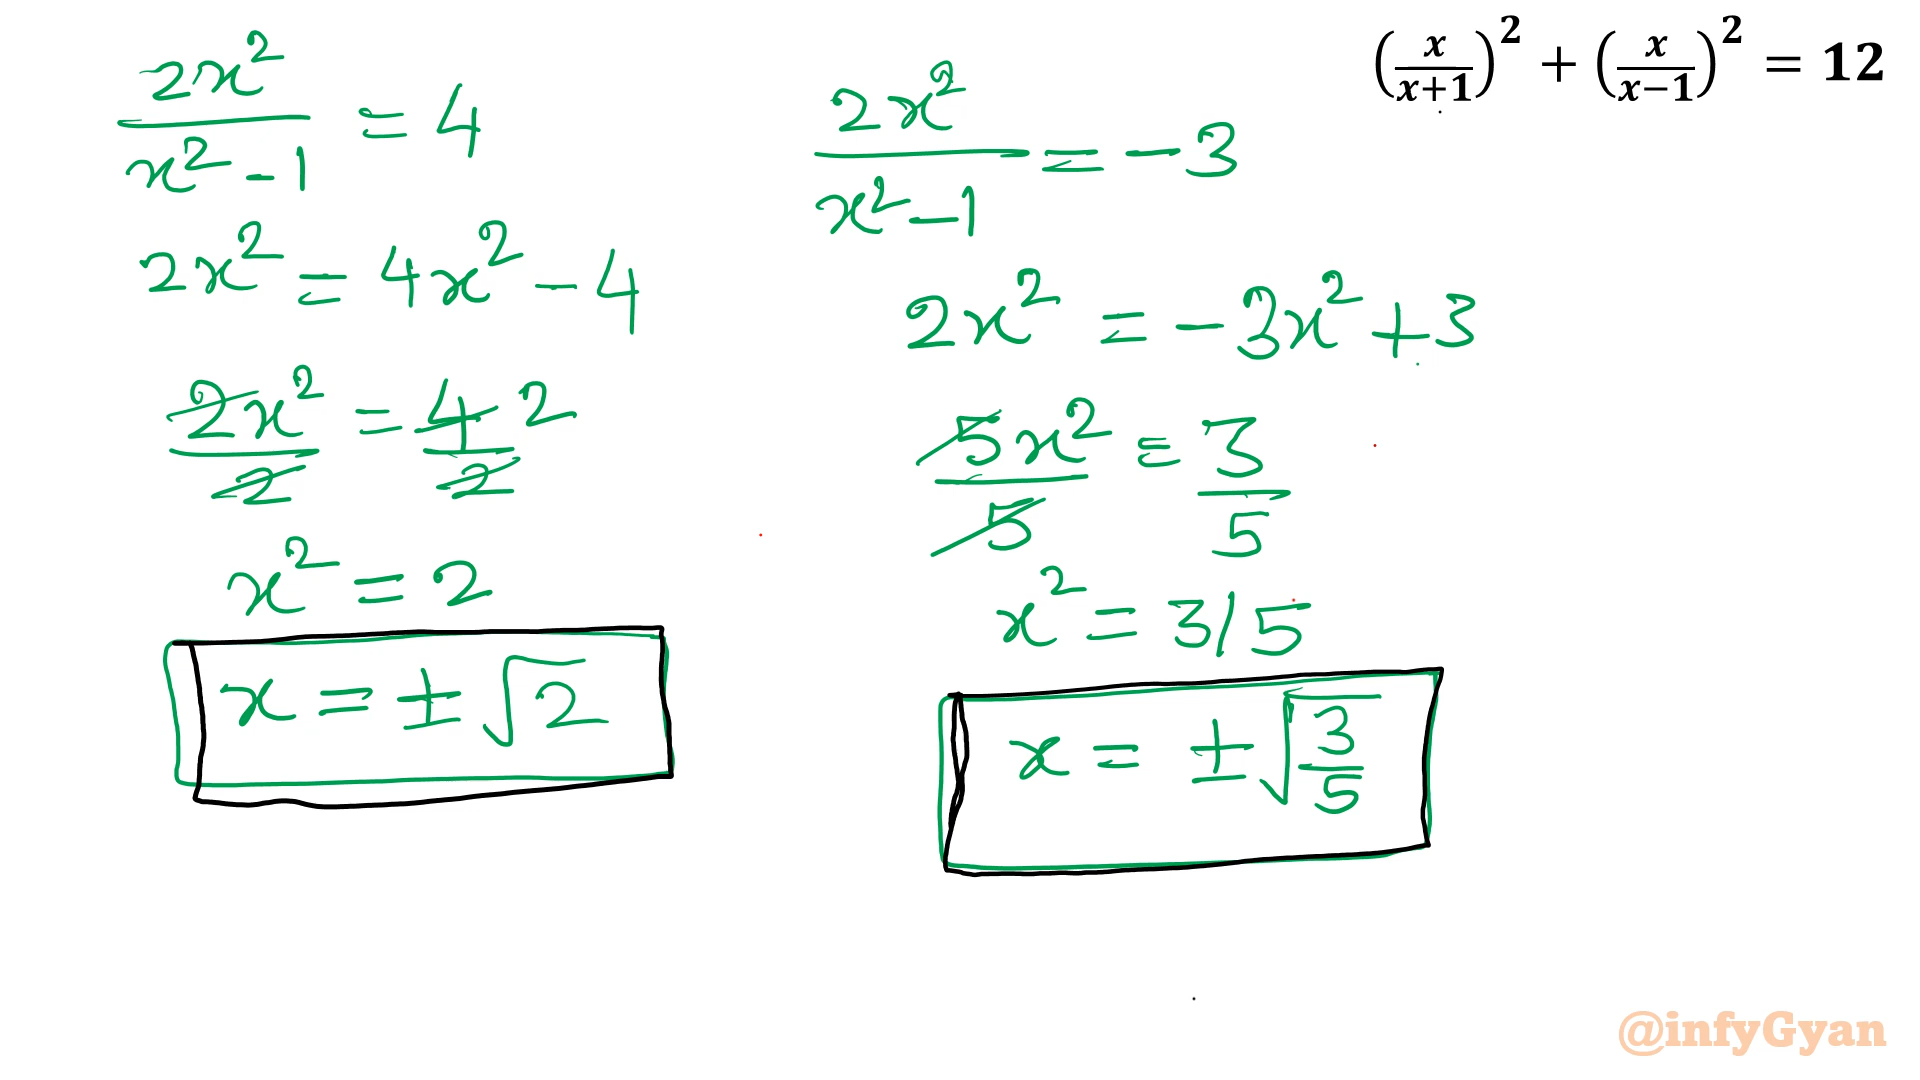 (x/(x+1))² + (x/(x−1))² = 12
2x²/(x²-1) = 4
2x² = 4x² - 4
2x²/2 = 4/2 2
x² = 2
x = ±√2
2x²/(x²-1) = -3
2x² = -3x² + 3
5x²/5 = 3/5
x² = 3/5
x = ±√(3/5)
@infyGyan